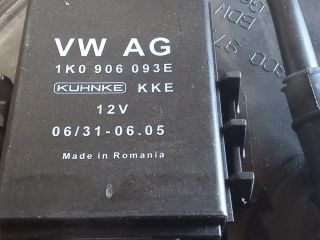 VW AG
1K0 906 093E
KUHNKE KKE
12V
06/31-06.05
Made in Romania